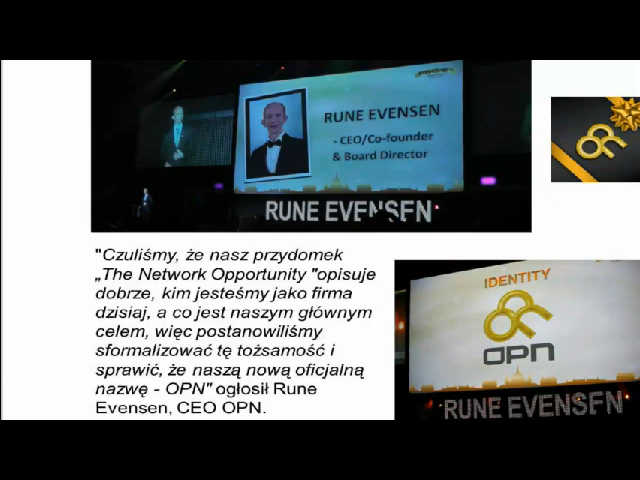 RUNE EVENSEN
- CEO/Co-founder
& Board Director
RUNE EVENSEN
"Czuliśmy, że nasz przydomek
„The Network Opportunity "opisuje
dobrze, kim jesteśmy jako firma
dzisiaj, a co jest naszym głównym
celem, więc postanowiliśmy
sformalizować tę tożsamość i
sprawić, że naszą nową oficjalną
nazwę - OPN" ogłosił Rune
Evensen, CEO OPN.
IDENTITY
OPN
RUNE EVENSEN